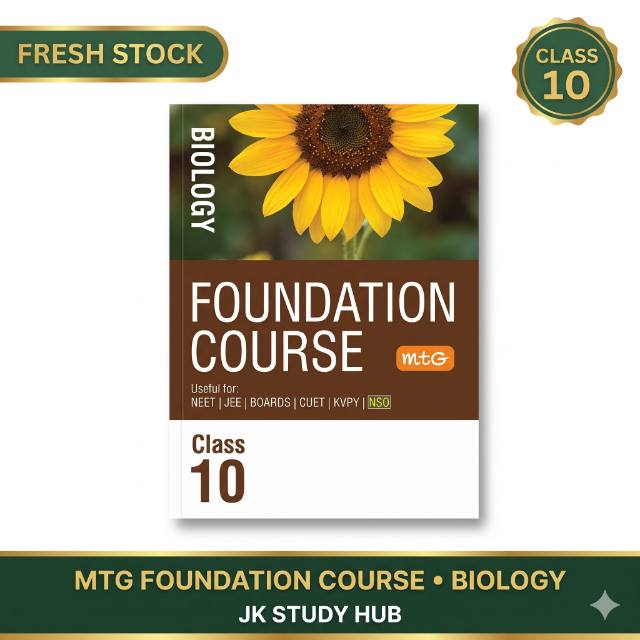 FRESH STOCK
CLASS
10
BIOLOGY
FOUNDATION
COURSE
mtG
Useful for:
NEET | JEE | BOARDS | CUET | KVPY | NSO
Class
10
MTG FOUNDATION COURSE • BIOLOGY
JK STUDY HUB